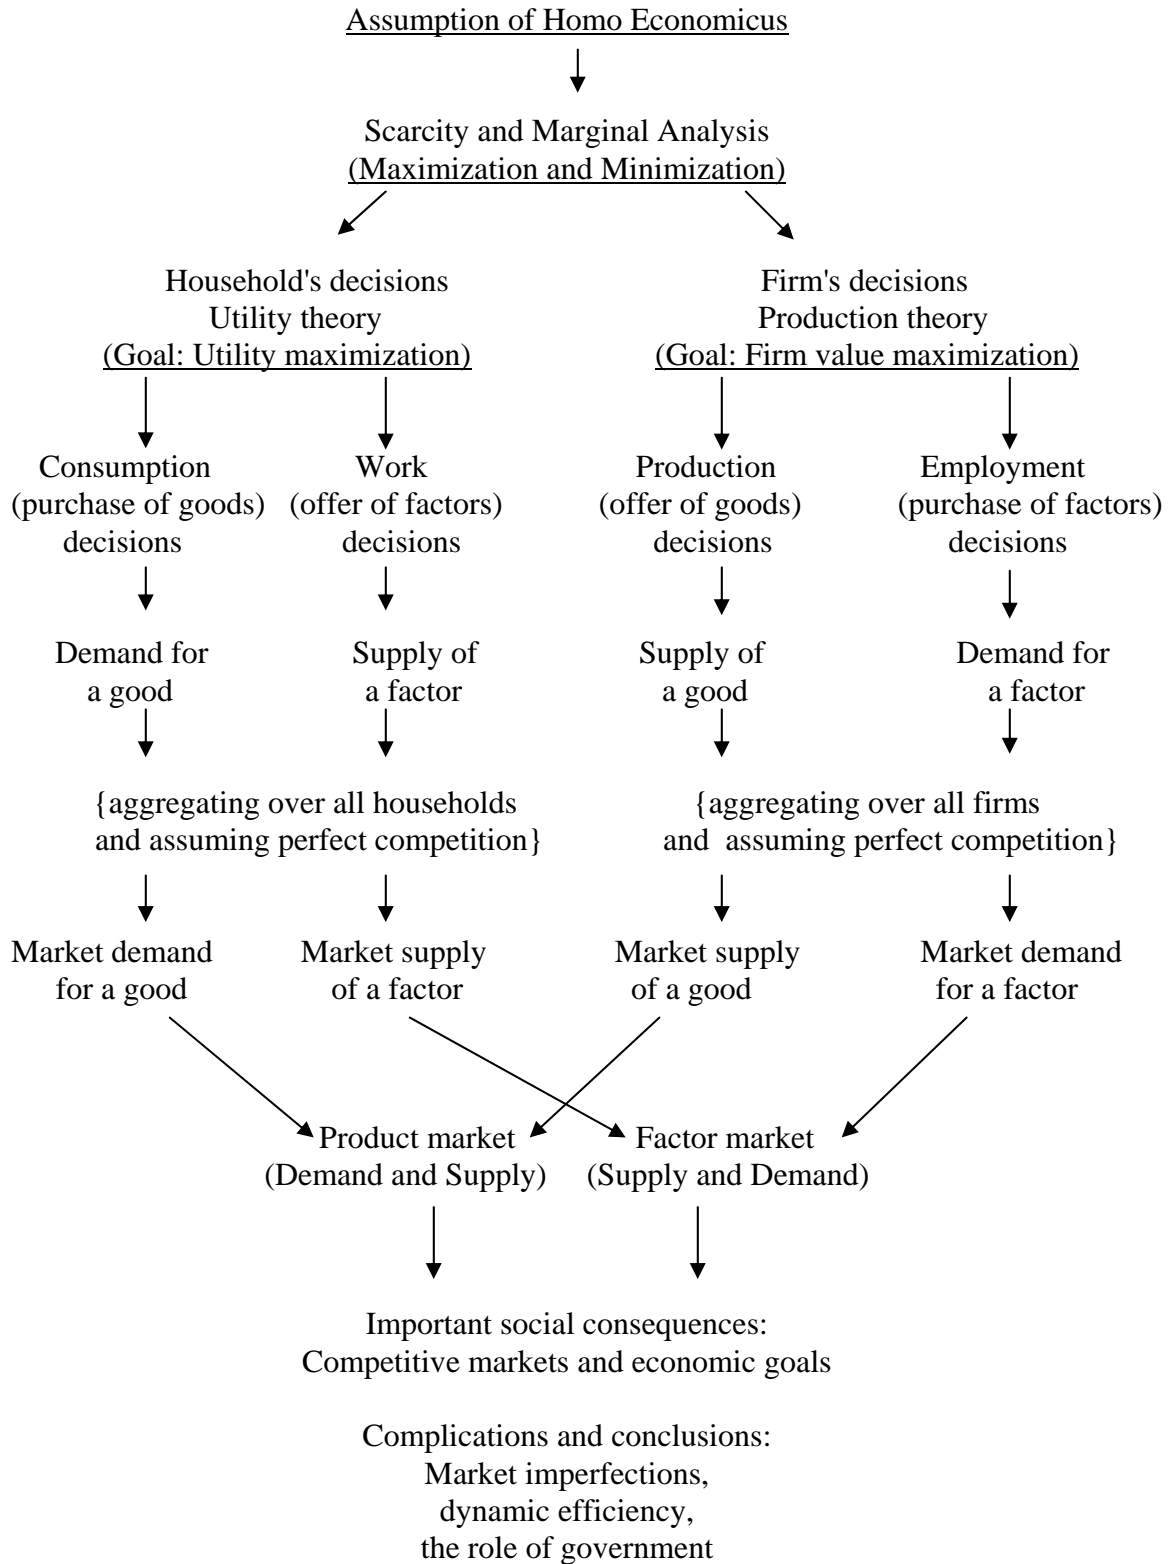 Assumption of Homo Economicus
Scarcity and Marginal Analysis
(Maximization and Minimization)
Household's decisions
Utility theory
(Goal: Utility maximization)
Firm's decisions
Production theory
(Goal: Firm value maximization)
Consumption
(purchase of goods)
decisions
Work
(offer of factors)
decisions
Production
(offer of goods)
decisions
Employment
(purchase of factors)
decisions
Demand for
a good
Supply of
a factor
Supply of
a good
Demand for
a factor
{aggregating over all households
and assuming perfect competition}
{aggregating over all firms
and  assuming perfect competition}
Market demand
for a good
Market supply
of a factor
Market supply
of a good
Market demand
for a factor
Product market
(Demand and Supply)
Factor market
(Supply and Demand)
Important social consequences:
Competitive markets and economic goals
Complications and conclusions:
Market imperfections,
dynamic efficiency,
the role of government